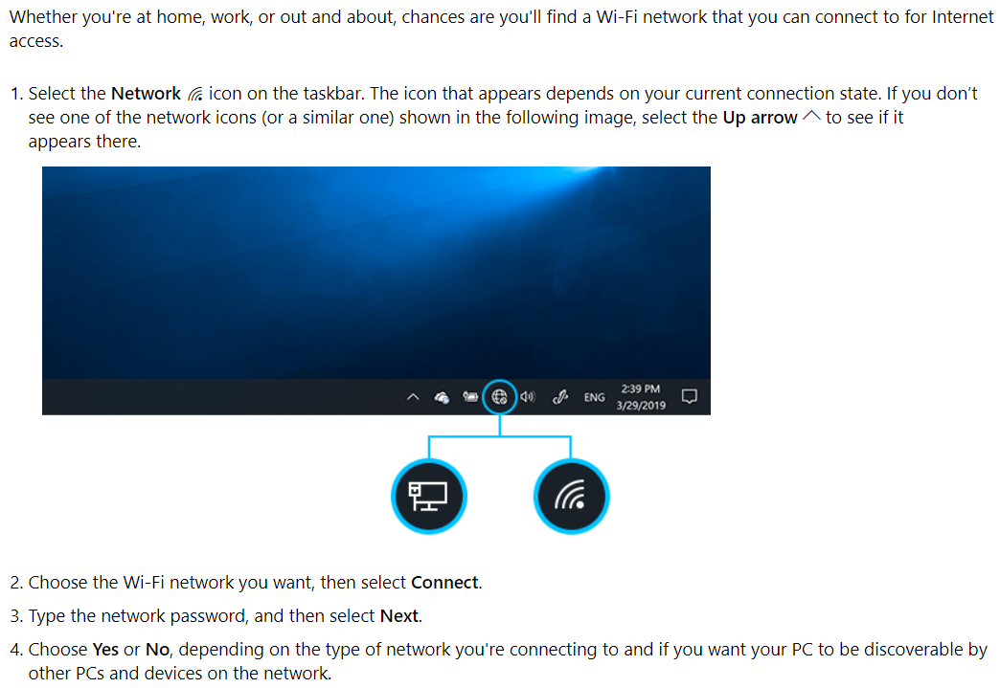 Whether you're at home, work, or out and about, chances are you'll find a Wi-Fi network that you can connect to for Internet
access.
1. Select the Network icon on the taskbar. The icon that appears depends on your current connection state. If you don’t
see one of the network icons (or a similar one) shown in the following image, select the Up arrow to see if it
appears there.
ENG
2:39 PM
3/29/2019
2. Choose the Wi-Fi network you want, then select Connect.
3. Type the network password, and then select Next.
4. Choose Yes or No, depending on the type of network you're connecting to and if you want your PC to be discoverable by
other PCs and devices on the network.